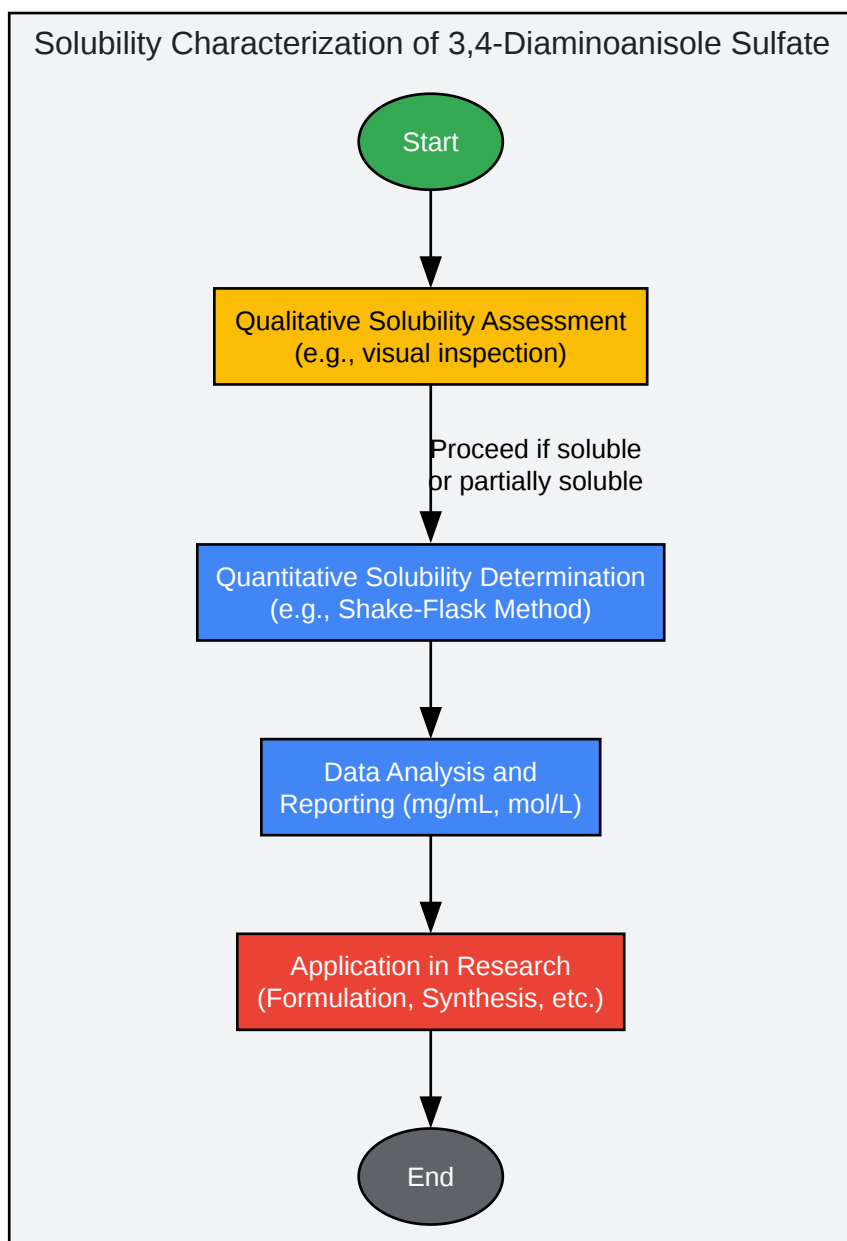 Solubility Characterization of 3,4-Diaminoanisole Sulfate
Start
Qualitative Solubility Assessment
(e.g., visual inspection)
Proceed if soluble
or partially soluble
Quantitative Solubility Determination
(e.g., Shake-Flask Method)
Data Analysis and
Reporting (mg/mL, mol/L)
Application in Research
(Formulation, Synthesis, etc.)
End